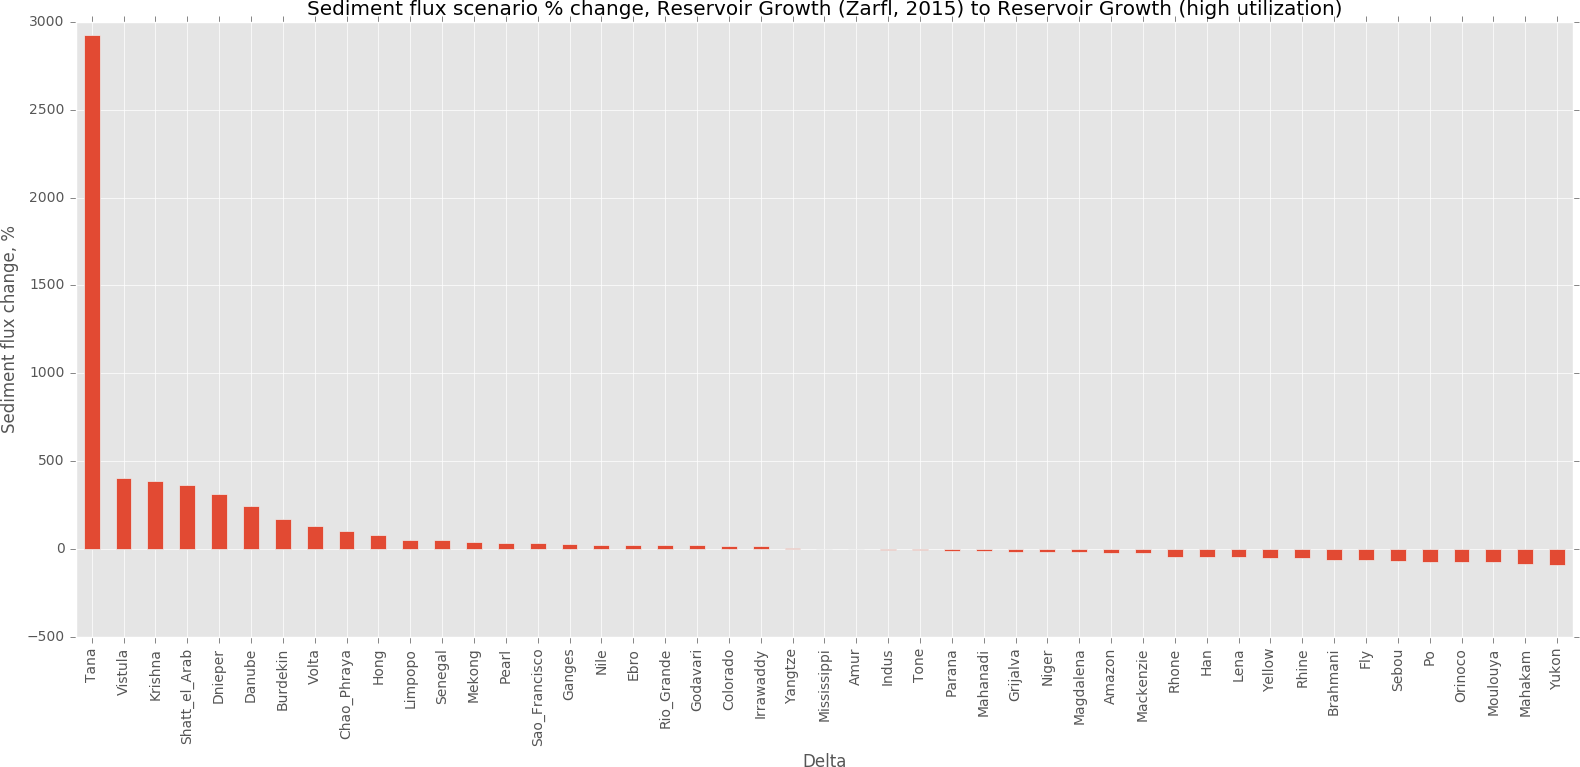 Sediment flux scenario % change, Reservoir Growth (Zarfl, 2015) to Reservoir Growth (high utilization)
Sediment flux change, %
3000
2500
2000
1500
1000
500
0
−500
Tana
Vistula
Krishna
Shatt_el_Arab
Dnieper
Danube
Burdekin
Volta
Chao_Phraya
Hong
Limpopo
Senegal
Mekong
Pearl
Sao_Francisco
Ganges
Nile
Ebro
Rio_Grande
Godavari
Colorado
Irrawaddy
Yangtze
Mississippi
Amur
Indus
Tone
Parana
Mahanadi
Grijalva
Niger
Magdalena
Amazon
Mackenzie
Rhone
Han
Lena
Yellow
Rhine
Brahmani
Fly
Sebou
Po
Orinoco
Moulouya
Mahakam
Yukon
Delta